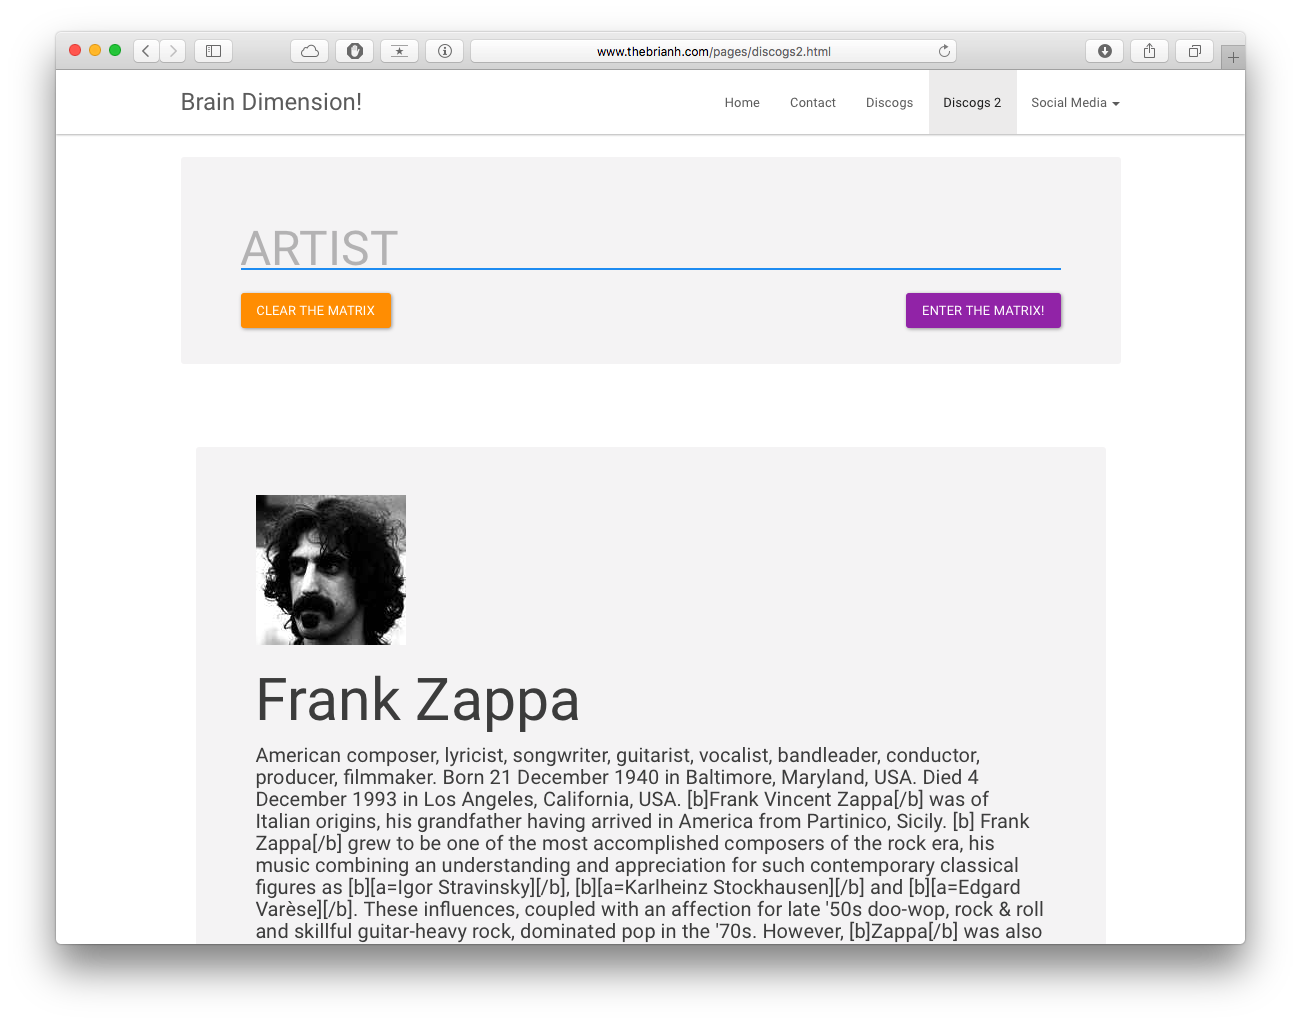 www.thebrianh.com/pages/discogs2.html
Brain Dimension!
Home
Contact
Discogs
Discogs 2
Social Media
ARTIST
CLEAR THE MATRIX
ENTER THE MATRIX!
Frank Zappa
American composer, lyricist, songwriter, guitarist, vocalist, bandleader, conductor,
producer, filmmaker. Born 21 December 1940 in Baltimore, Maryland, USA. Died 4
December 1993 in Los Angeles, California, USA. [b]Frank Vincent Zappa[/b] was of
Italian origins, his grandfather having arrived in America from Partinico, Sicily. [b] Frank
Zappa[/b] grew to be one of the most accomplished composers of the rock era, his
music combining an understanding and appreciation for such contemporary classical
figures as [b][a=Igor Stravinsky][/b], [b][a=Karlheinz Stockhausen][/b] and [b][a=Edgard
Varèse][/b]. These influences, coupled with an affection for late '50s doo-wop, rock & roll
and skillful guitar-heavy rock, dominated pop in the '70s. However, [b]Zappa[/b] was also